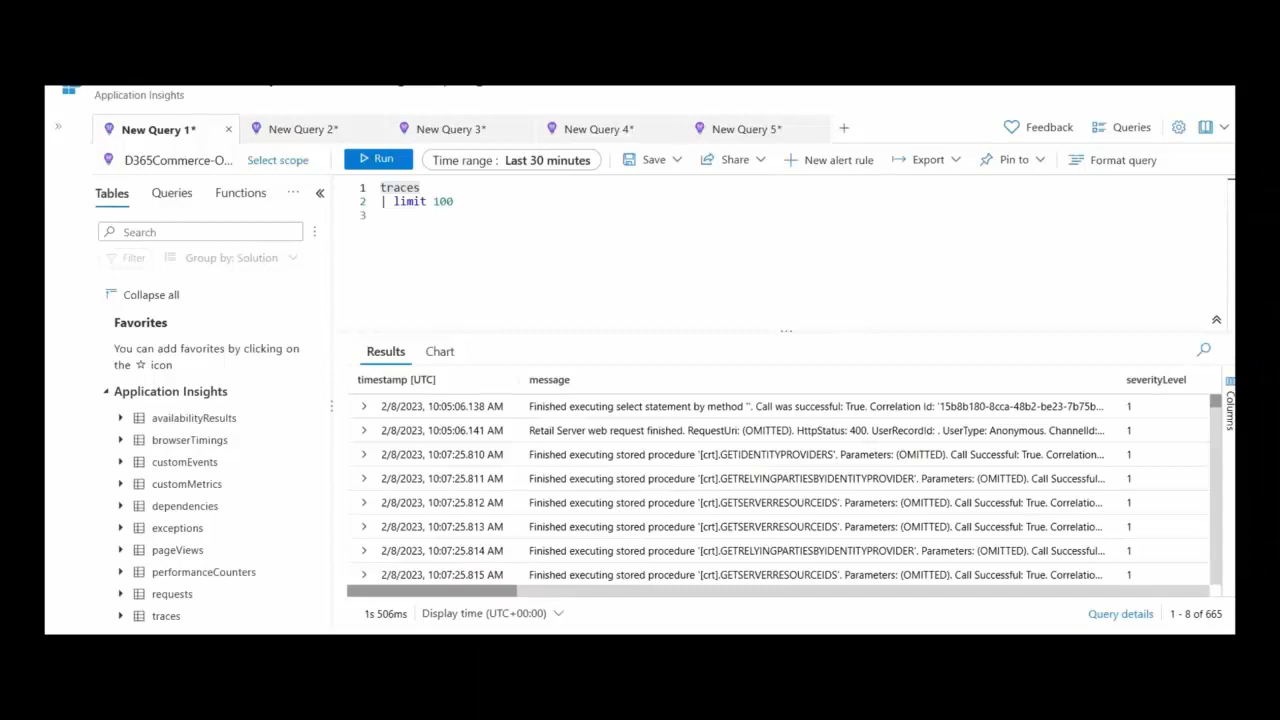 Application Insights
New Query 1* × New Query 2* New Query 3* New Query 4* New Query 5* + Feedback Queries
D365Commerce-O... Select scope Run Time range : Last 30 minutes Save Share New alert rule Export Pin to Format query
Tables Queries Functions ... «
1 traces
2 | limit 100
3
Search
Filter Group by: Solution
Collapse all
Favorites
You can add favorites by clicking on
the ☆ icon
Application Insights
availabilityResults
browserTimings
customEvents
customMetrics
dependencies
exceptions
pageViews
performanceCounters
requests
traces
Results Chart
timestamp [UTC] message severityLevel
2/8/2023, 10:05:06.138 AM Finished executing select statement by method ''. Call was successful: True. Correlation Id: '15b8b180-8cca-48b2-be23-7b75b... 1
2/8/2023, 10:05:06.141 AM Retail Server web request finished. RequestUri: (OMITTED). HttpStatus: 400. UserRecordId: . UserType: Anonymous. ChannelId:... 1
2/8/2023, 10:07:25.810 AM Finished executing stored procedure '[crt].GETIDENTITYPROVIDERS'. Parameters: (OMITTED). Call Successful: True. Correlation... 1
2/8/2023, 10:07:25.811 AM Finished executing stored procedure '[crt].GETRELYINGPARTIESBYIDENTITYPROVIDER'. Parameters: (OMITTED). Call Successful... 1
2/8/2023, 10:07:25.812 AM Finished executing stored procedure '[crt].GETSERVERRESOURCEIDS'. Parameters: (OMITTED). Call Successful: True. Correlatio... 1
2/8/2023, 10:07:25.813 AM Finished executing stored procedure '[crt].GETSERVERRESOURCEIDS'. Parameters: (OMITTED). Call Successful: True. Correlatio... 1
2/8/2023, 10:07:25.814 AM Finished executing stored procedure '[crt].GETRELYINGPARTIESBYIDENTITYPROVIDER'. Parameters: (OMITTED). Call Successful... 1
2/8/2023, 10:07:25.815 AM Finished executing stored procedure '[crt].GETSERVERRESOURCEIDS'. Parameters: (OMITTED). Call Successful: True. Correlatio... 1
Columns
1s 506ms Display time (UTC+00:00) Query details 1 - 8 of 665